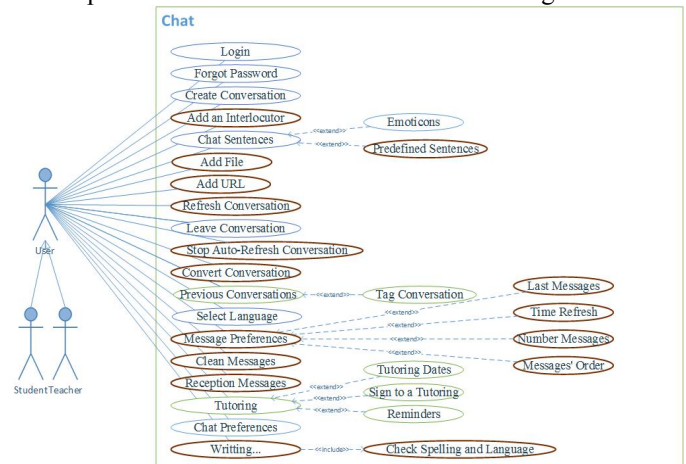 Chat
Login
Forgot Password
Create Conversation
Add an Interlocutor
Emoticons
<<extend>>
Chat Sentences
<<extend>>
Predefined Sentences
Add File
Add URL
Refresh Conversation
Leave Conversation
User
Stop Auto-Refresh Conversation
Convert Conversation
Last Messages
Previous Conversations
<<extend>>
Tag Conversation
<<extend>>
Time Refresh
Select Language
<<extend>>
Message Preferences
<<extend>>
Number Messages
<<extend>>
Clean Messages
Messages' Order
Tutoring Dates
Reception Messages
<<extend>>
Student Teacher
Sign to a Tutoring
<<extend>>
Tutoring
<<extend>>
Reminders
Chat Preferences
Writting...
<<include>>
Check Spelling and Language